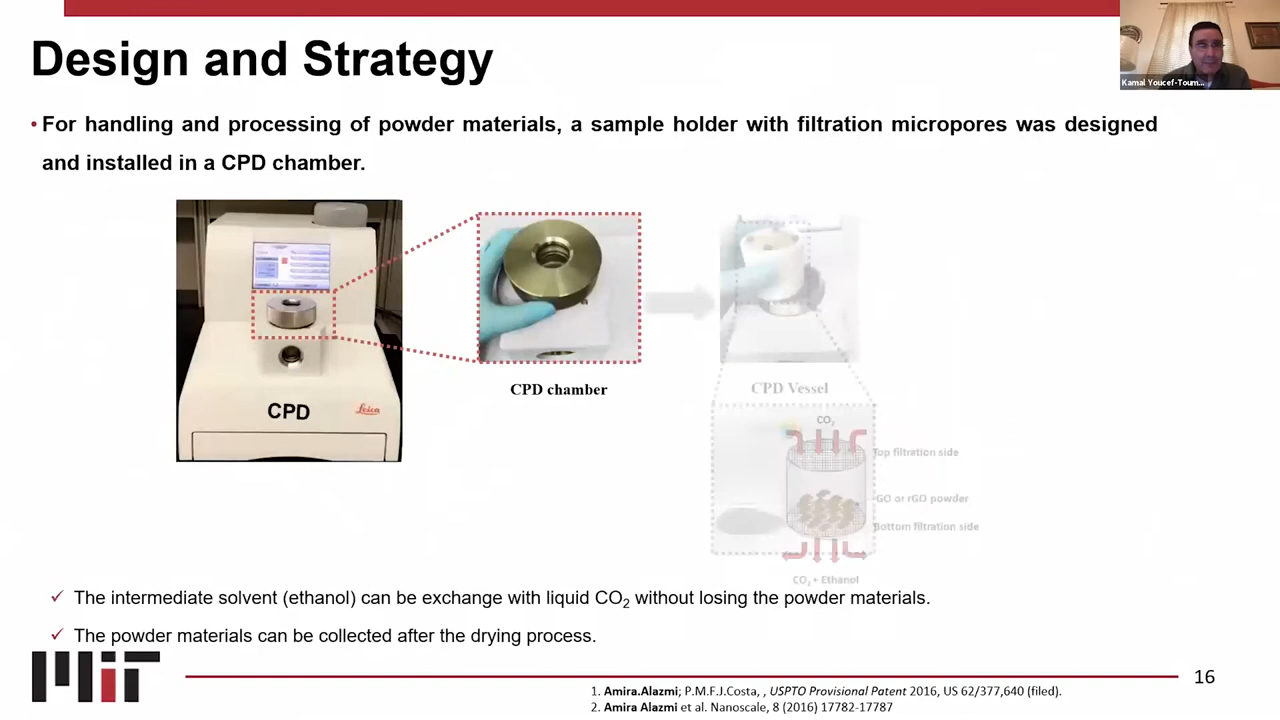 Design and Strategy
Kamal Youcef-Toum...
• For handling and processing of powder materials, a sample holder with filtration micropores was designed
and installed in a CPD chamber.
CPD
Leica
CPD chamber
CPD Vessel
CO2
Top filtration side
GO or rGO powder
Bottom filtration side
CO2 + Ethanol
✓ The intermediate solvent (ethanol) can be exchange with liquid CO2 without losing the powder materials.
✓ The powder materials can be collected after the drying process.
MIT
16
1. Amira.Alazmi; P.M.F.J.Costa, , USPTO Provisional Patent 2016, US 62/377,640 (filed).
2. Amira Alazmi et al. Nanoscale, 8 (2016) 17782-17787